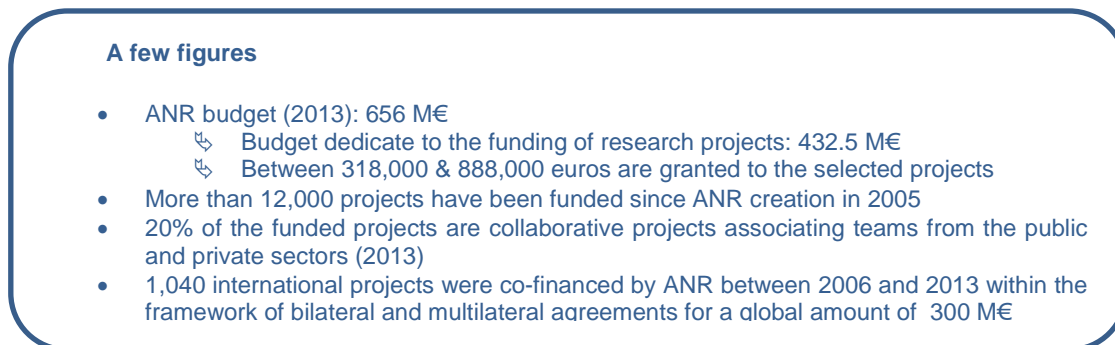 A few figures
• ANR budget (2013): 656 M€
↳ Budget dedicate to the funding of research projects: 432.5 M€
↳ Between 318,000 & 888,000 euros are granted to the selected projects
• More than 12,000 projects have been funded since ANR creation in 2005
• 20% of the funded projects are collaborative projects associating teams from the public
and private sectors (2013)
• 1,040 international projects were co-financed by ANR between 2006 and 2013 within the
framework of bilateral and multilateral agreements for a global amount of 300 M€